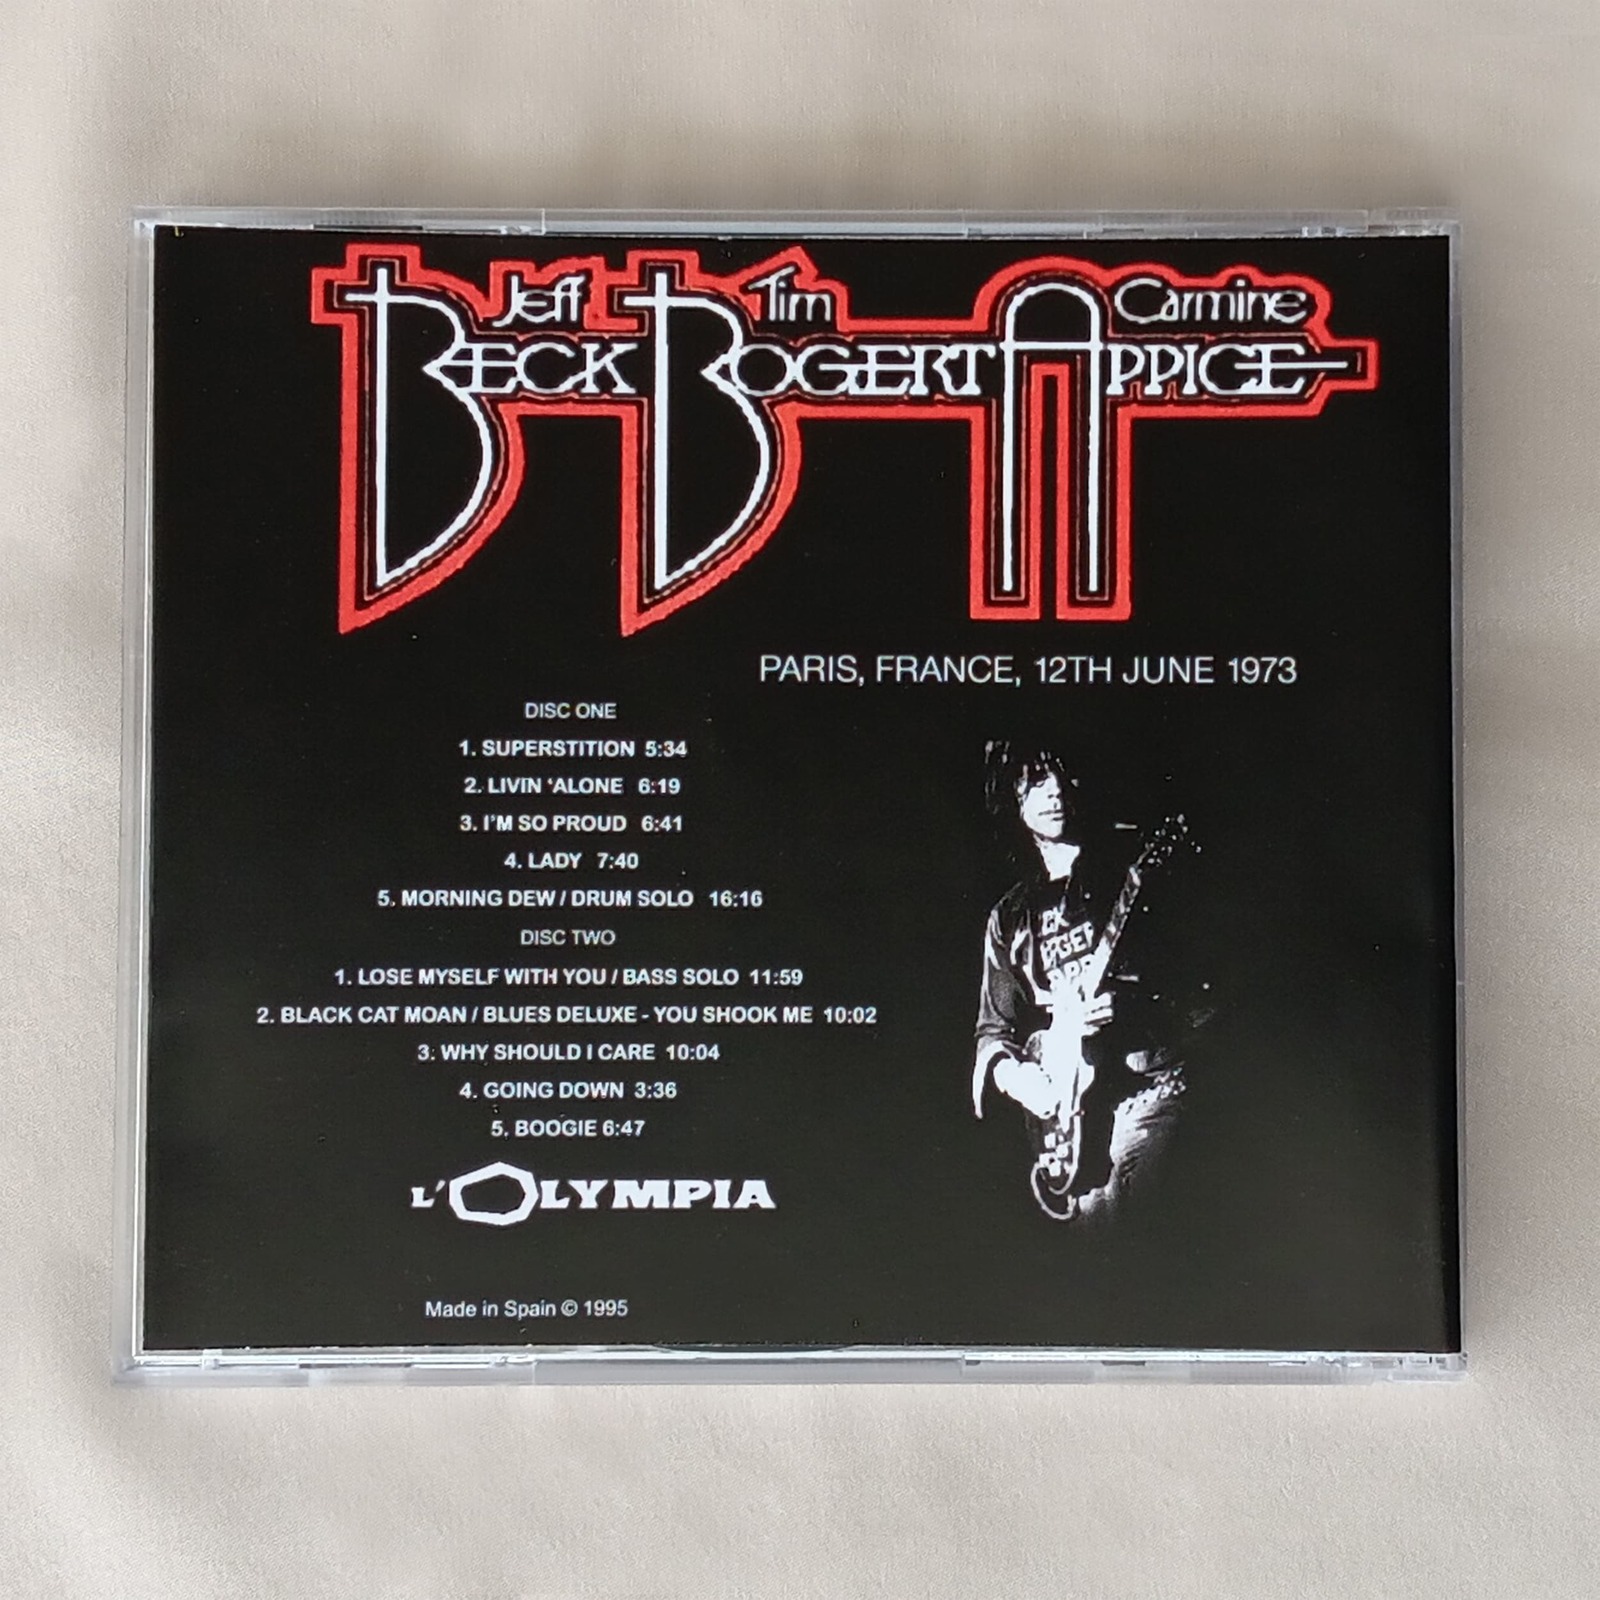 Jeff Tim Carmine
BECK BOGERT APPICE
PARIS, FRANCE, 12TH JUNE 1973
DISC ONE
1. SUPERSTITION 5:34
2. LIVIN ‘ALONE 6:19
3. I'M SO PROUD 6:41
4. LADY 7:40
5. MORNING DEW / DRUM SOLO 16:16
DISC TWO
1. LOSE MYSELF WITH YOU / BASS SOLO 11:59
2. BLACK CAT MOAN / BLUES DELUXE - YOU SHOOK ME 10:02
3: WHY SHOULD I CARE 10:04
4. GOING DOWN 3:36
5. BOOGIE 6:47
L'OLYMPIA
Made in Spain © 1995